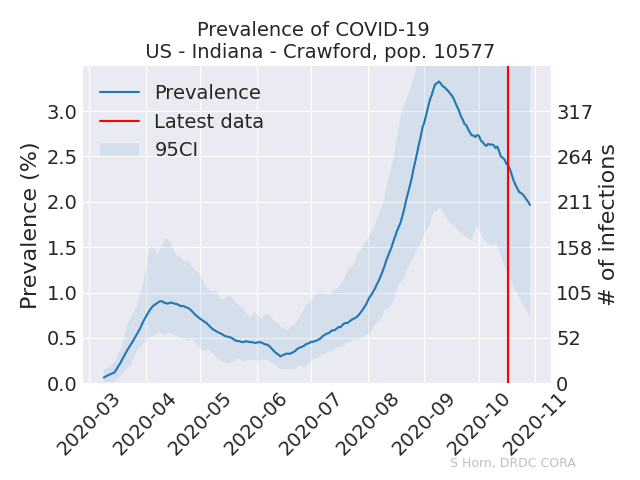 Prevalence of COVID-19
US - Indiana - Crawford, pop. 10577
Prevalence
Latest data
95CI
Prevalence (%)
3.0
2.5
2.0
1.5
1.0
0.5
0.0
317
264
211
158
105
52
0
# of infections
2020-03
2020-04
2020-05
2020-06
2020-07
2020-08
2020-09
2020-10
2020-11
S Horn, DRDC CORA